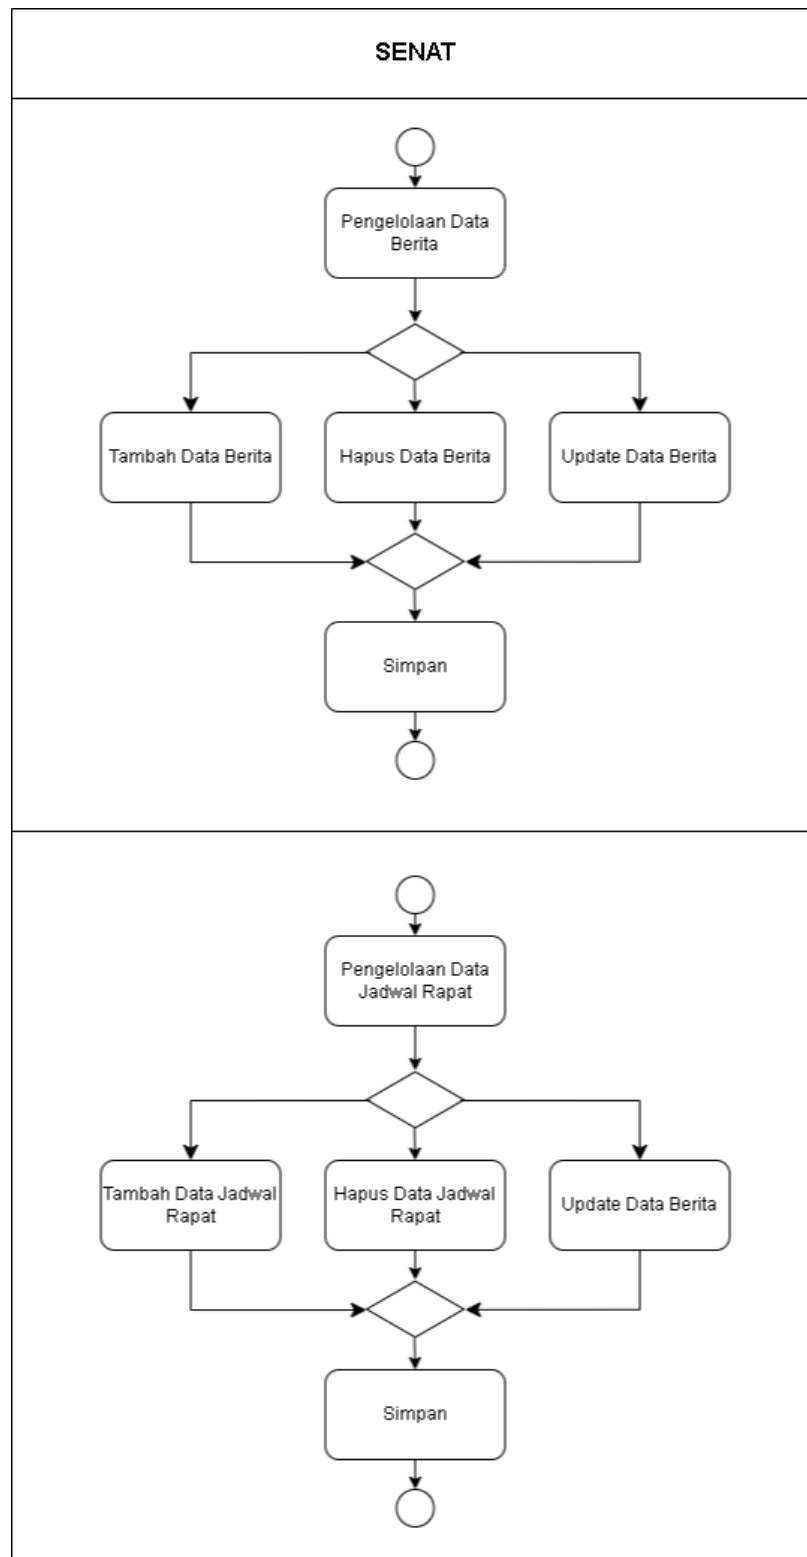 SENAT
Pengelolaan Data
Berita
Tambah Data Berita
Hapus Data Berita
Update Data Berita
Simpan
Pengelolaan Data
Jadwal Rapat
Tambah Data Jadwal
Rapat
Hapus Data Jadwal
Rapat
Update Data Berita
Simpan